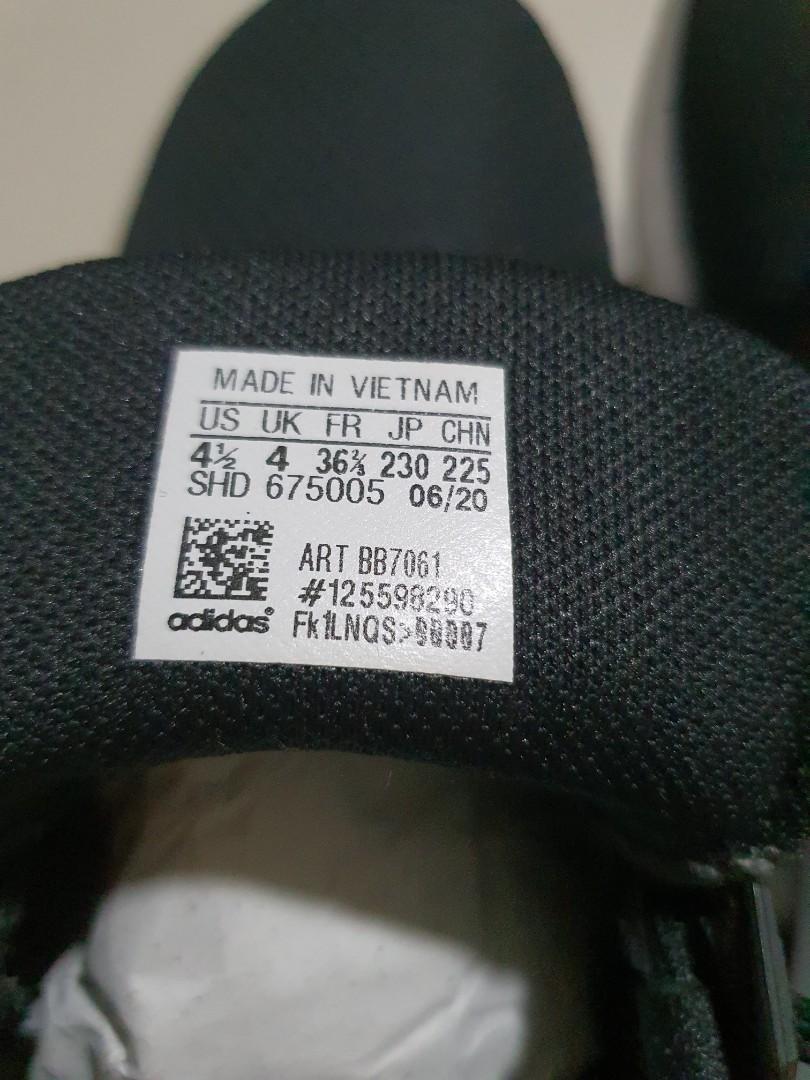 MADE IN VIETNAM
US UK FR JP CHN
4½ 4 36⅔ 230 225
SHD 675005 06/20
ART BB7061
#125598290
adidas®